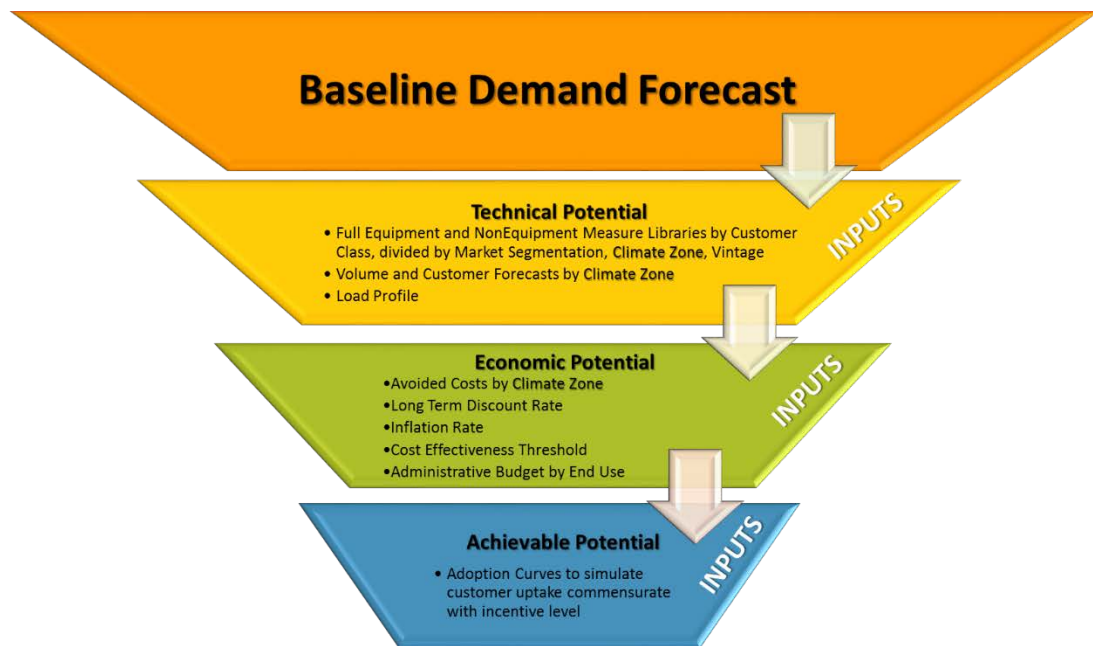 Baseline Demand Forecast
Technical Potential
• Full Equipment and NonEquipment Measure Libraries by Customer
Class, divided by Market Segmentation, Climate Zone, Vintage
• Volume and Customer Forecasts by Climate Zone
• Load Profile
INPUTS
Economic Potential
•Avoided Costs by Climate Zone
•Long Term Discount Rate
•Inflation Rate
•Cost Effectiveness Threshold
•Administrative Budget by End Use
INPUTS
Achievable Potential
• Adoption Curves to simulate
customer uptake commensurate
with incentive level
INPUTS